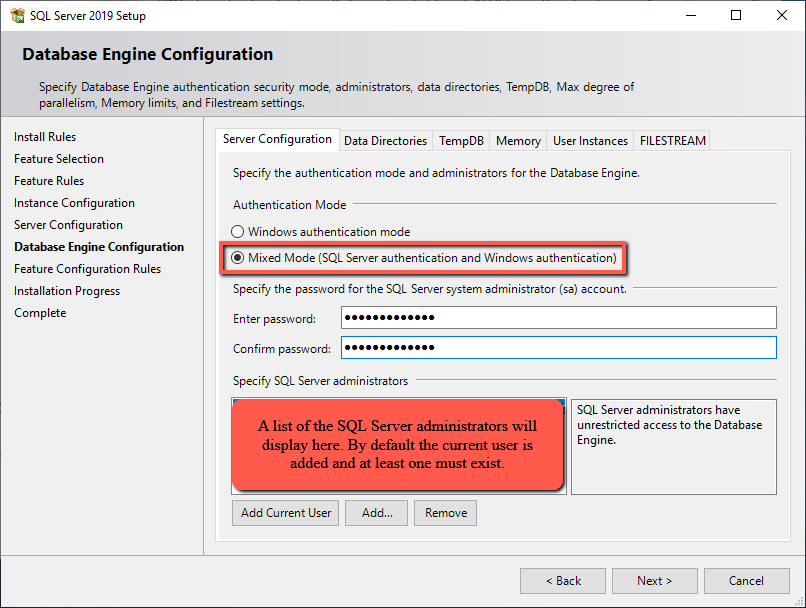 SQL Server 2019 Setup
Database Engine Configuration
Specify Database Engine authentication security mode, administrators, data directories, TempDB, Max degree of
parallelism, Memory limits, and Filestream settings.
Install Rules
Feature Selection
Feature Rules
Instance Configuration
Server Configuration
Database Engine Configuration
Feature Configuration Rules
Installation Progress
Complete
Server Configuration Data Directories TempDB Memory User Instances FILESTREAM
Specify the authentication mode and administrators for the Database Engine.
Authentication Mode
Windows authentication mode
Mixed Mode (SQL Server authentication and Windows authentication)
Specify the password for the SQL Server system administrator (sa) account.
Enter password: ●●●●●●●●●●●●●
Confirm password: ●●●●●●●●●●●●●
Specify SQL Server administrators
A list of the SQL Server administrators will
display here. By default the current user is
added and at least one must exist.
SQL Server administrators have
unrestricted access to the Database
Engine.
Add Current User Add... Remove
< Back Next > Cancel